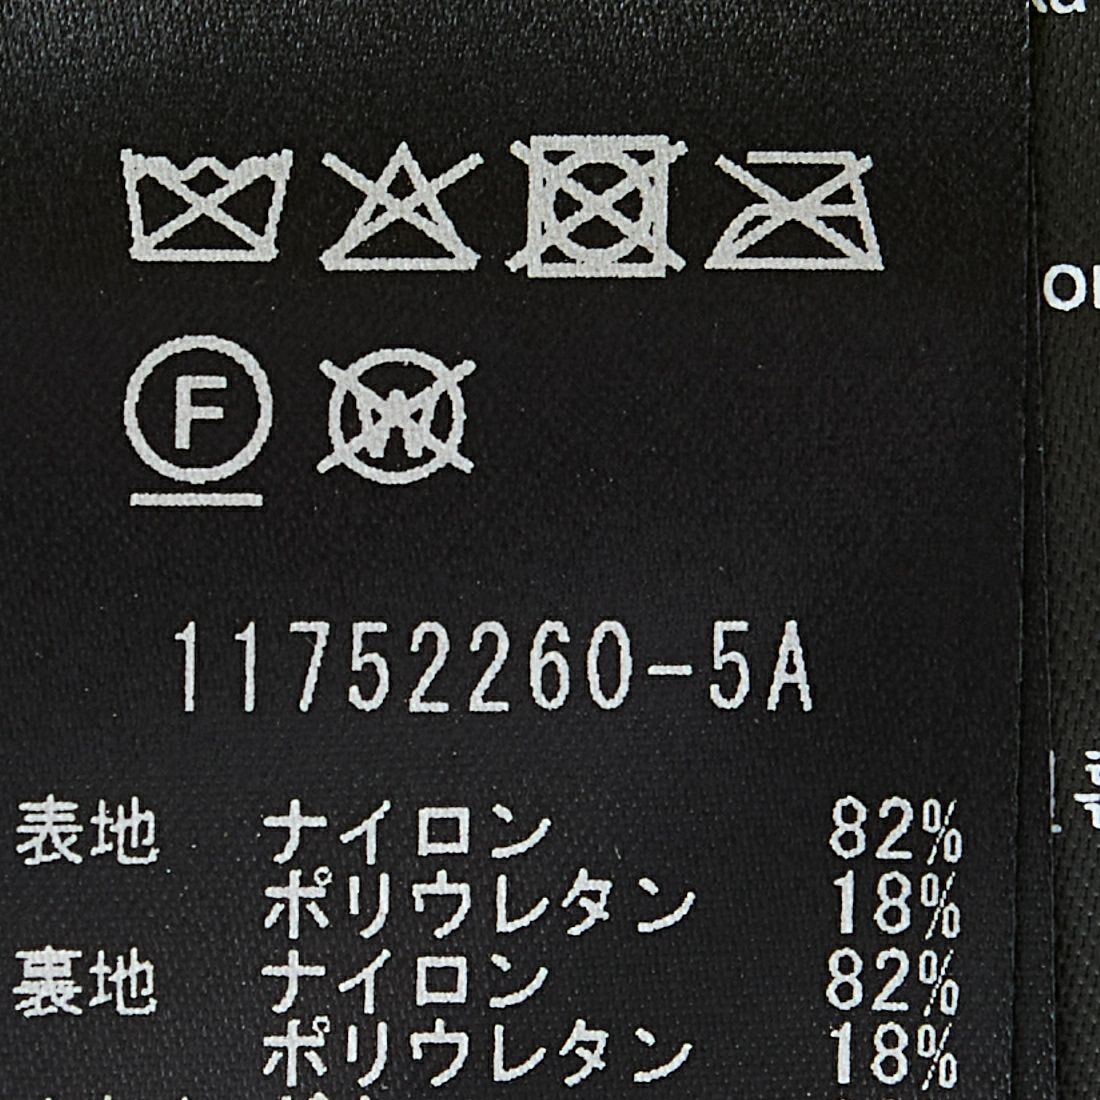 F
W
11752260-5A
表地 ナイロン 82%
ポリウレタン 18%
裏地 ナイロン 82%
ポリウレタン 18%